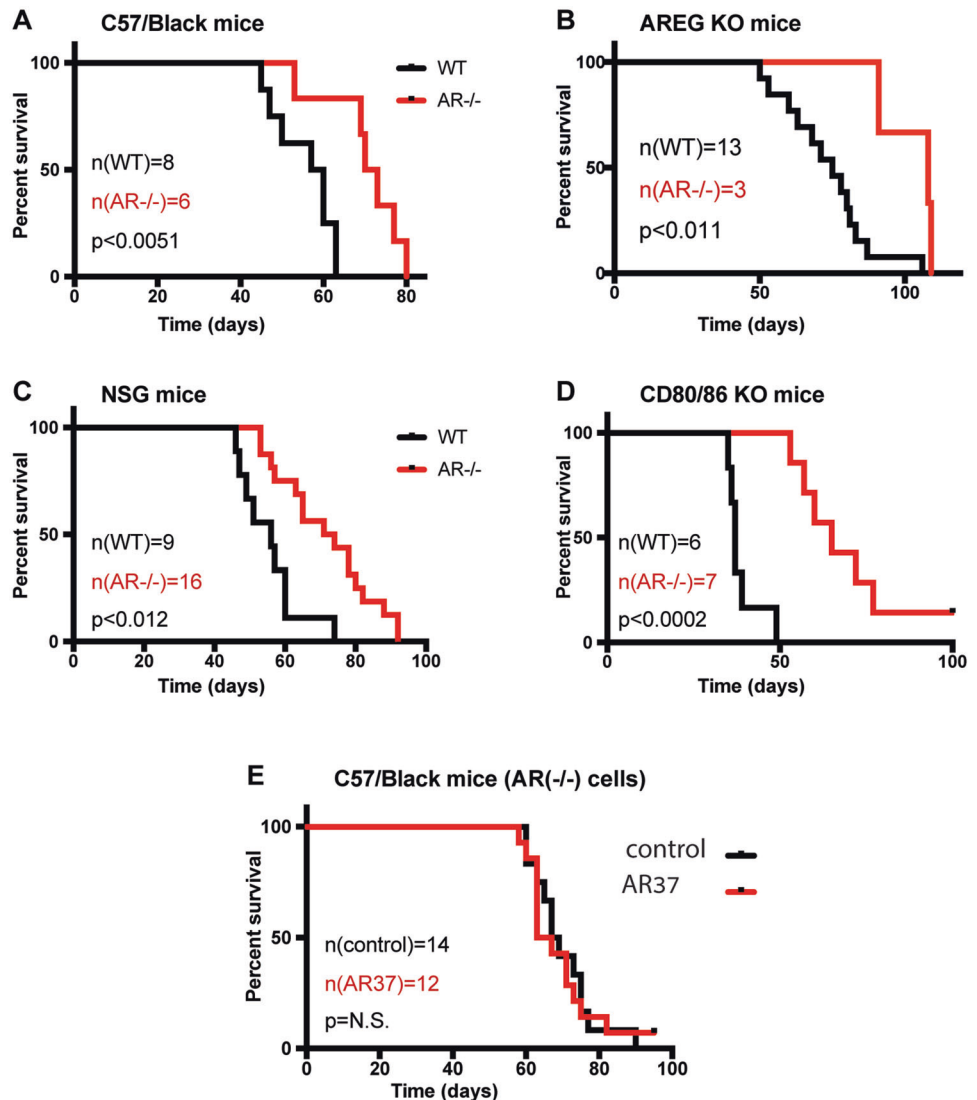 A
C57/Black mice
WT
AR-/-
100
50
0
Percent survival
n(WT)=8
n(AR-/-)=6
p<0.0051
0 20 40 60 80
Time (days)
B
AREG KO mice
100
50
0
Percent survival
n(WT)=13
n(AR-/-)=3
p<0.011
0 50 100
Time (days)
C
NSG mice
WT
AR-/-
100
50
0
Percent survival
n(WT)=9
n(AR-/-)=16
p<0.012
0 20 40 60 80 100
Time (days)
D
CD80/86 KO mice
100
50
0
Percent survival
n(WT)=6
n(AR-/-)=7
p<0.0002
0 50 100
Time (days)
E
C57/Black mice (AR(-/-) cells)
control
AR37
100
50
0
Percent survival
n(control)=14
n(AR37)=12
p=N.S.
0 20 40 60 80 100
Time (days)